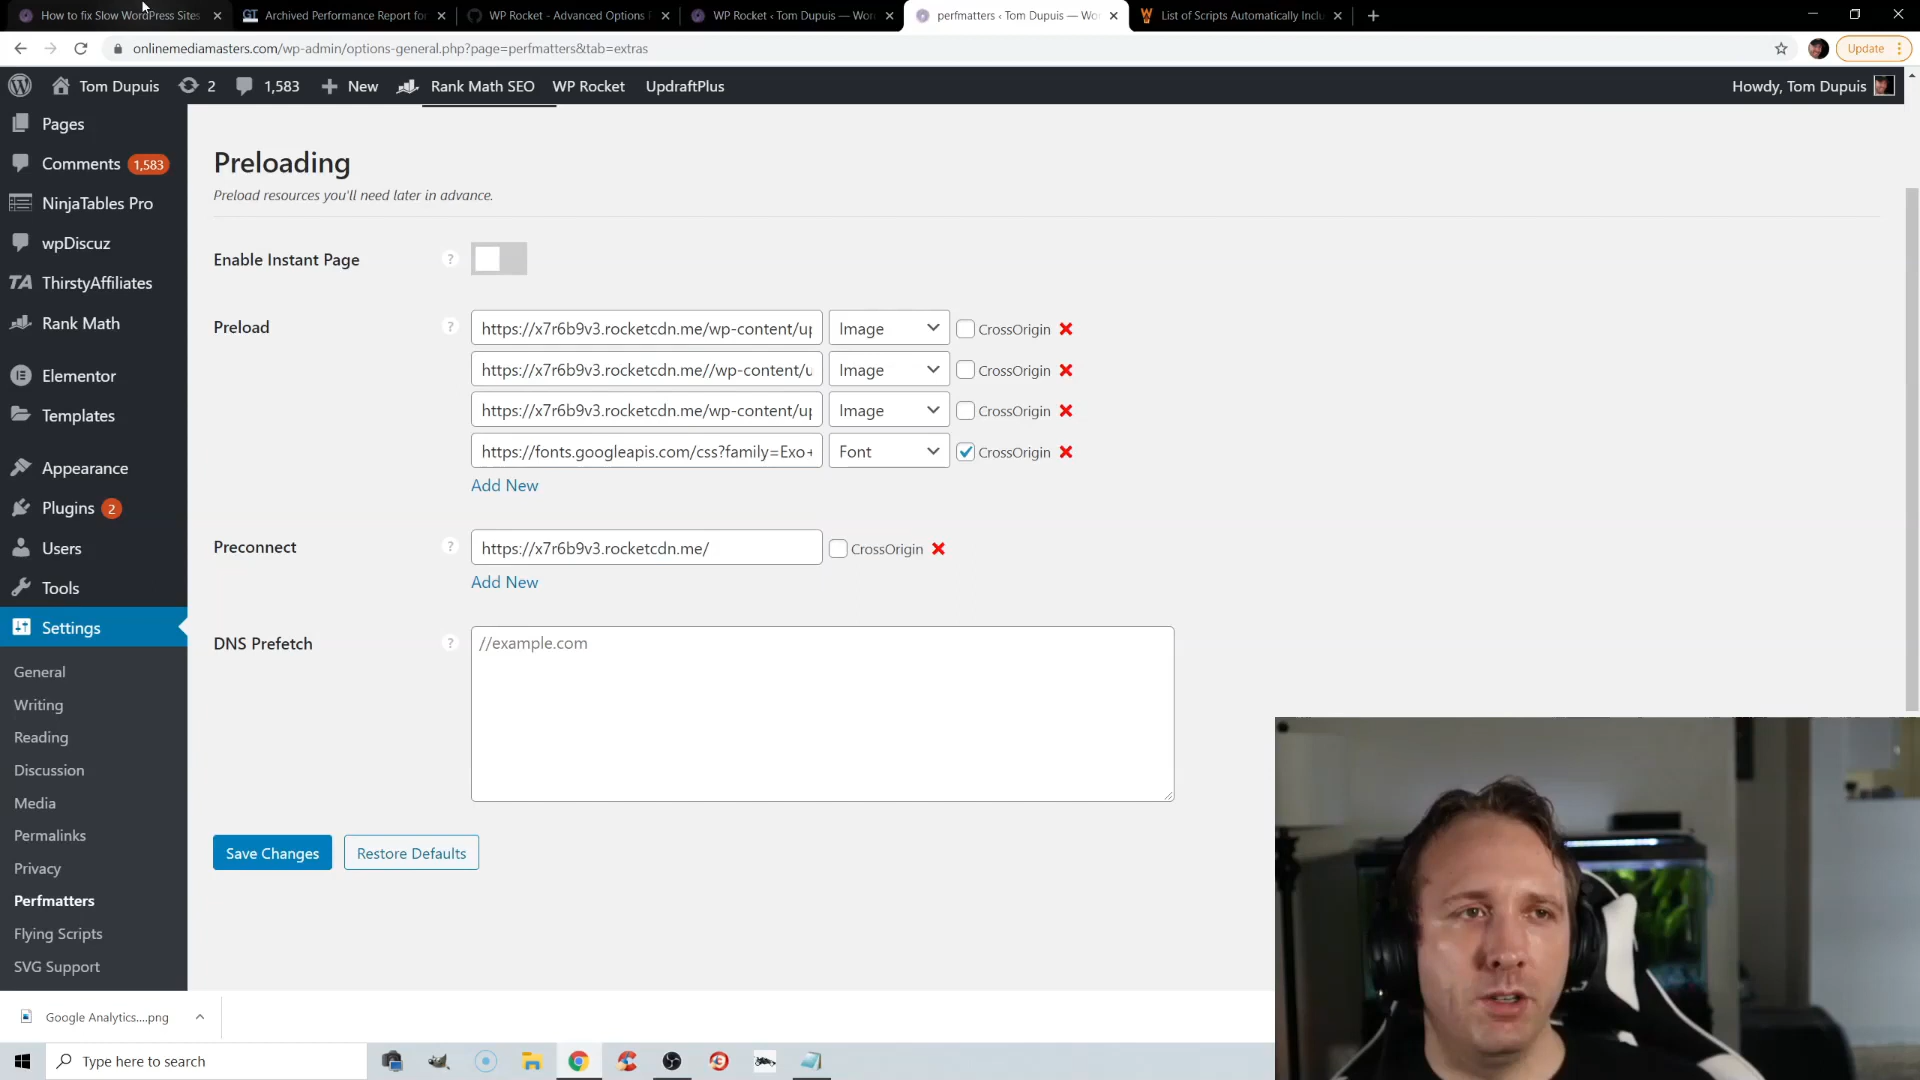 How to fix Slow WordPress Sites
Archived Performance Report for
WP Rocket - Advanced Options
WP Rocket ‹ Tom Dupuis — Wor
perfmatters ‹ Tom Dupuis — Wor
List of Scripts Automatically Inclu
onlinemediamasters.com/wp-admin/options-general.php?page=perfmatters&tab=extras
Update
Tom Dupuis
2
1,583
New
Rank Math SEO
WP Rocket
UpdraftPlus
Howdy, Tom Dupuis
Pages
Comments 1,583
NinjaTables Pro
wpDiscuz
TA ThirstyAffiliates
Rank Math
Elementor
Templates
Appearance
Plugins 2
Users
Tools
Settings
General
Writing
Reading
Discussion
Media
Permalinks
Privacy
Perfmatters
Flying Scripts
SVG Support
Preloading
Preload resources you'll need later in advance.
Enable Instant Page ?
Preload ?
https://x7r6b9v3.rocketcdn.me/wp-content/up Image CrossOrigin
https://x7r6b9v3.rocketcdn.me//wp-content/u Image CrossOrigin
https://x7r6b9v3.rocketcdn.me/wp-content/up Image CrossOrigin
https://fonts.googleapis.com/css?family=Exo+ Font CrossOrigin
Add New
Preconnect ?
https://x7r6b9v3.rocketcdn.me/ CrossOrigin
Add New
DNS Prefetch ?
//example.com
Save Changes
Restore Defaults
Google Analytics....png
Type here to search